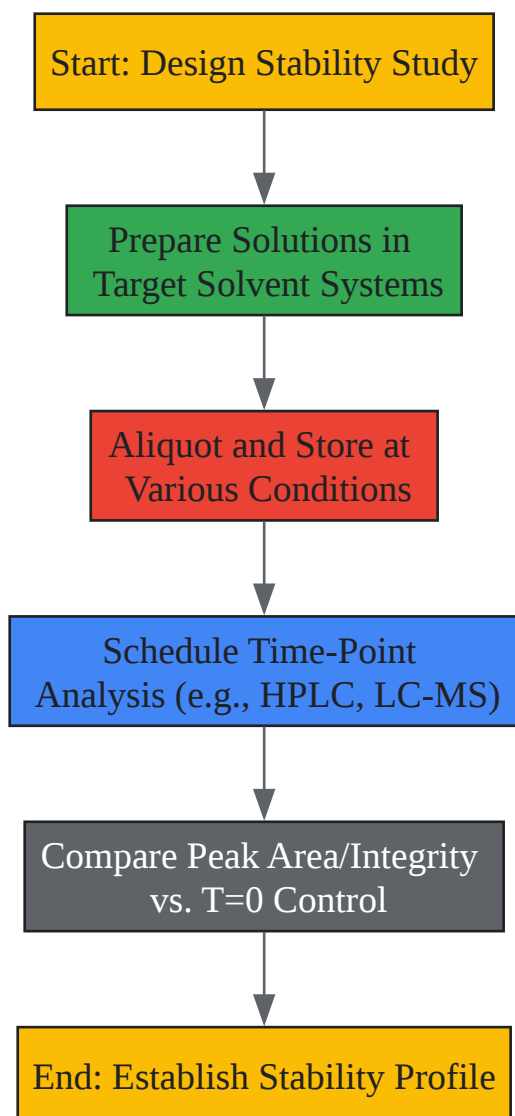 Start: Design Stability Study
Prepare Solutions in
Target Solvent Systems
Aliquot and Store at
Various Conditions
Schedule Time-Point
Analysis (e.g., HPLC, LC-MS)
Compare Peak Area/Integrity
vs. T=0 Control
End: Establish Stability Profile